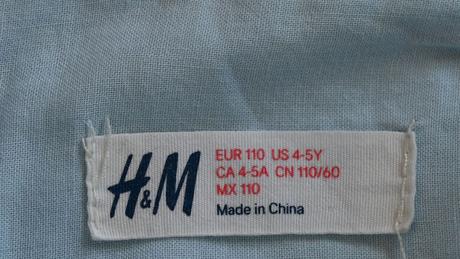 H&M
EUR 110 US 4-5Y
CA 4-5A CN 110/60
MX 110
Made in China